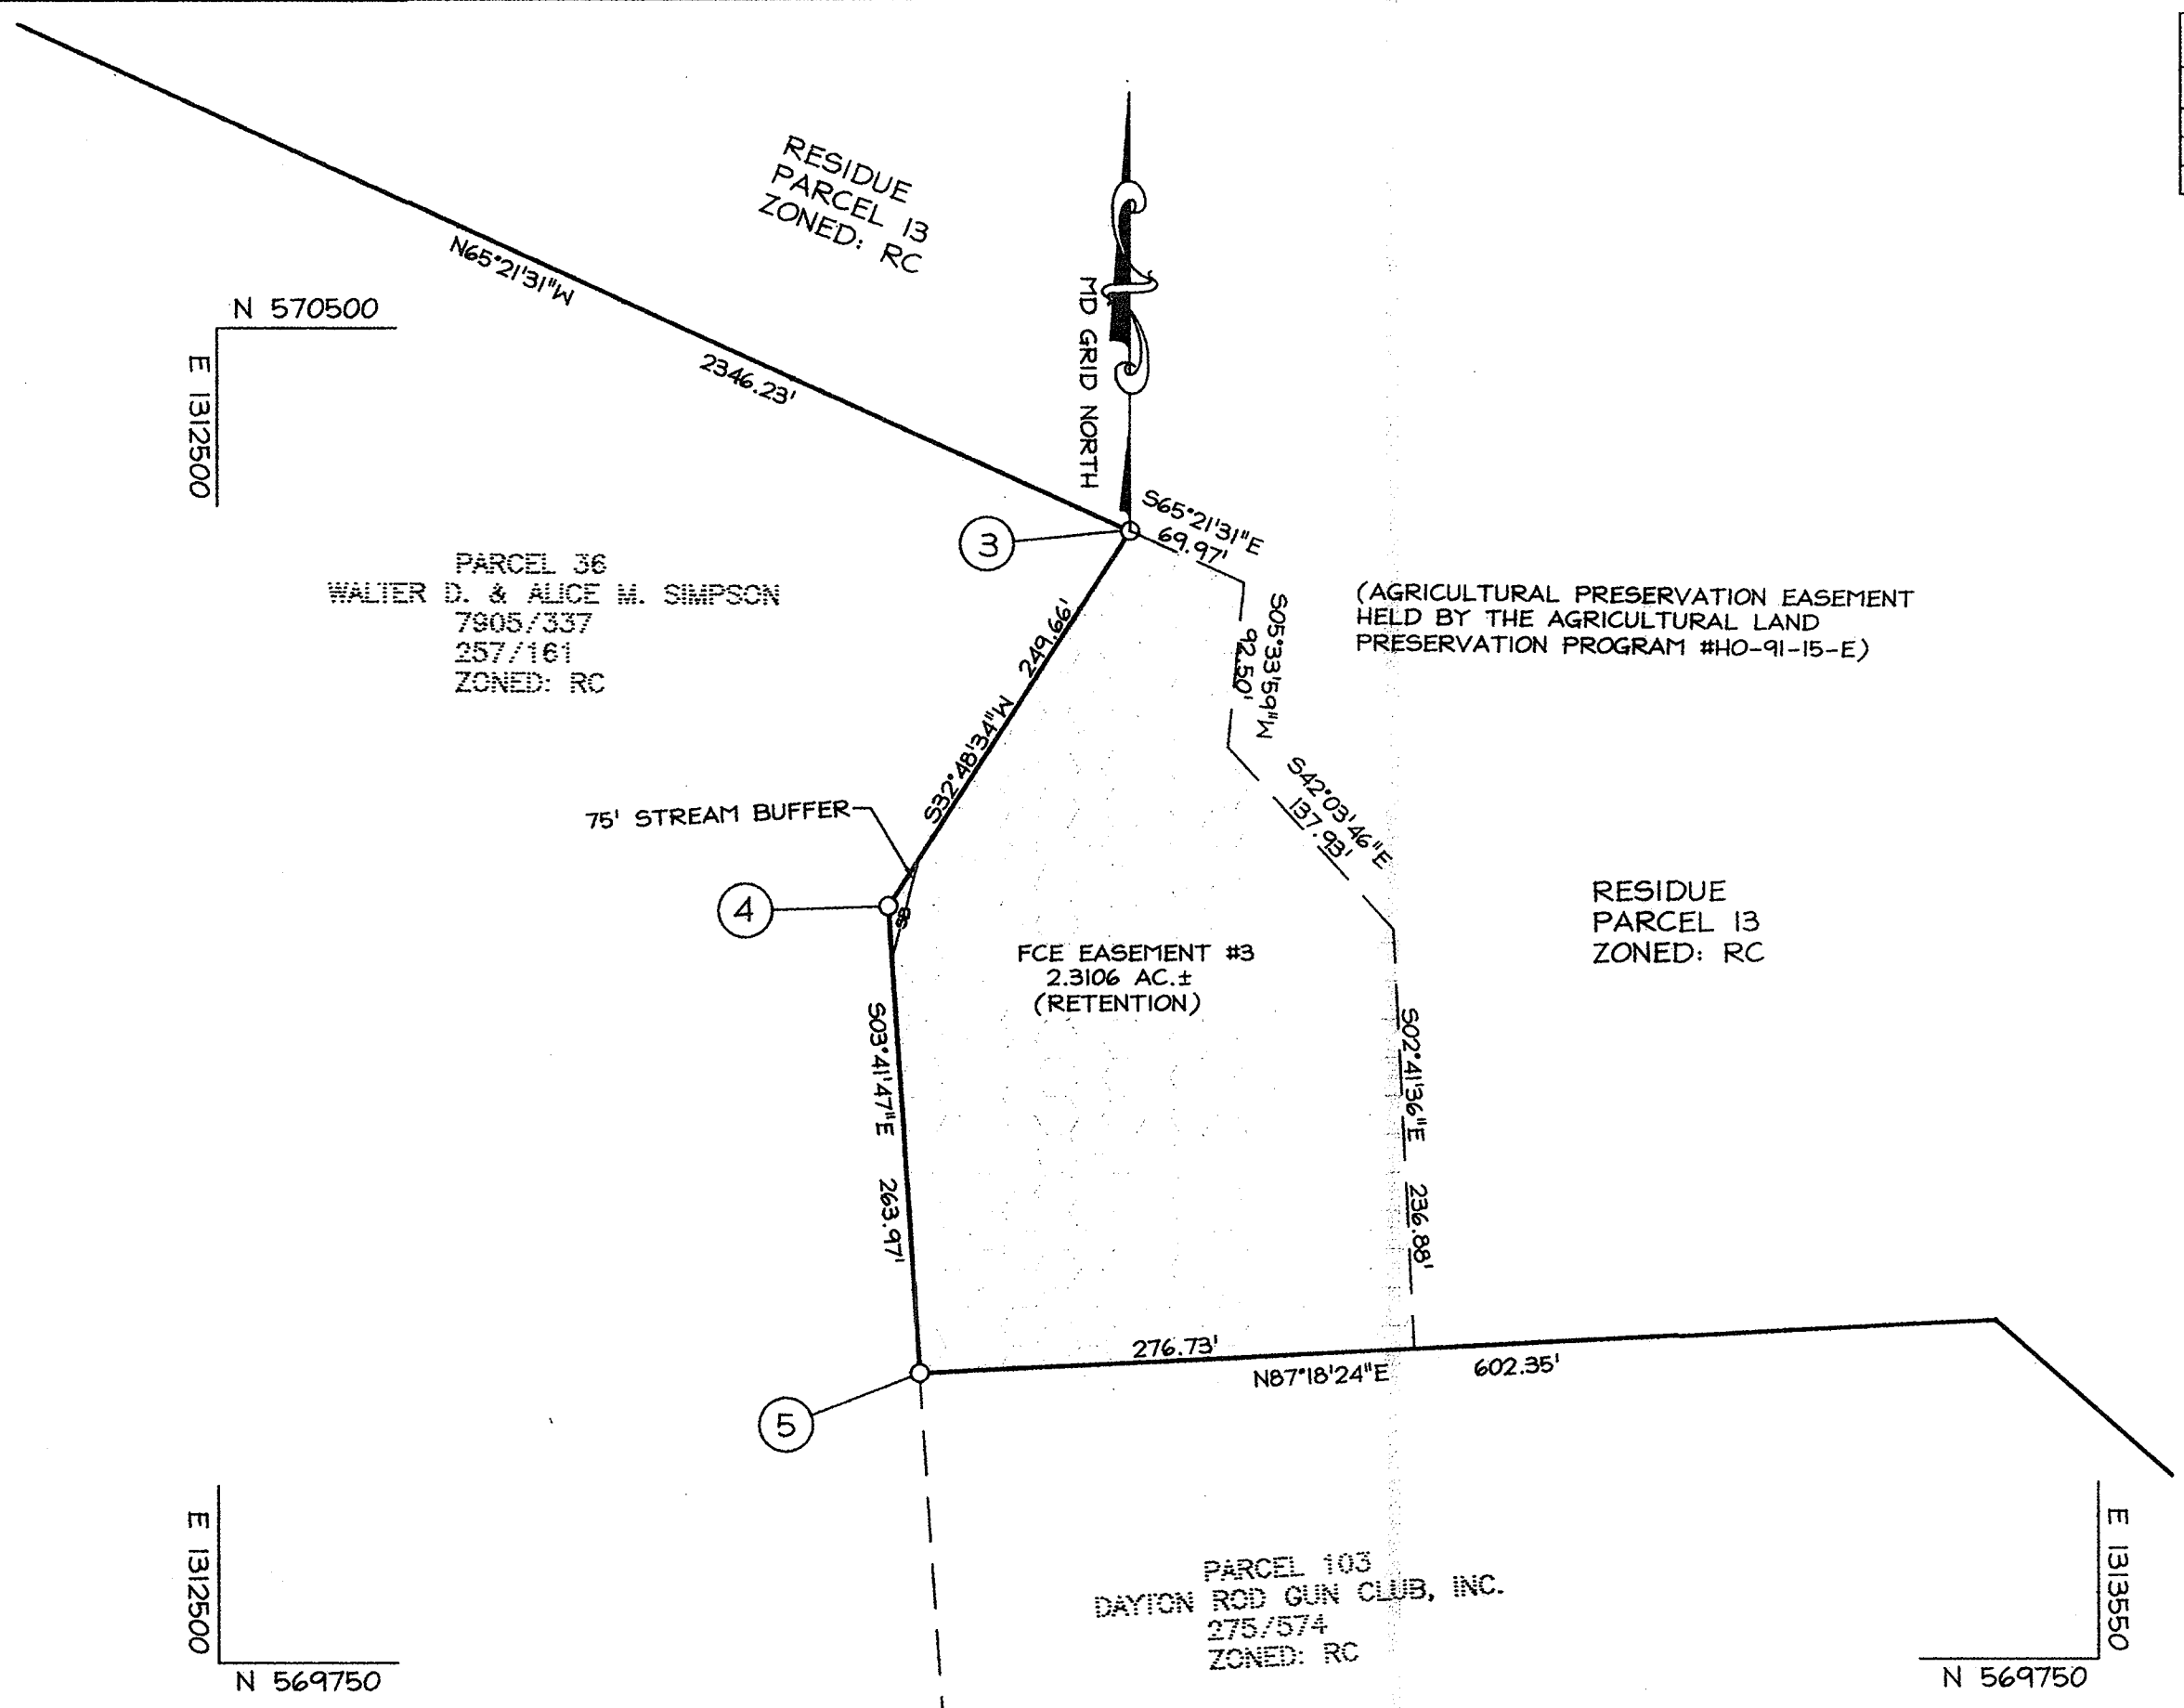 RESIDUE
PARCEL 13
ZONED: RC
N65°21'31"W
2346.23'
N 570500
E 1312500
MD GRID NORTH
3
S65°21'31"E
69.97'
PARCEL 36
WALTER D. & ALICE M. SIMPSON
7905/337
257/161
ZONED: RC
(AGRICULTURAL PRESERVATION EASEMENT
HELD BY THE AGRICULTURAL LAND
PRESERVATION PROGRAM #HO-91-15-E)
S05°33'59"W
92.50'
S32°48'34"W 249.66'
S42°03'46"E
137.93'
75' STREAM BUFFER
4
SB
FCE EASEMENT #3
2.3106 AC.±
(RETENTION)
RESIDUE
PARCEL 13
ZONED: RC
S03°41'47"E 263.97'
S02°41'36"E 236.88'
276.73'
N87°18'24"E 602.35'
5
E 1312500
N 569750
PARCEL 103
DAYTON ROD GUN CLUB, INC.
275/574
ZONED: RC
E 1313550
N 569750